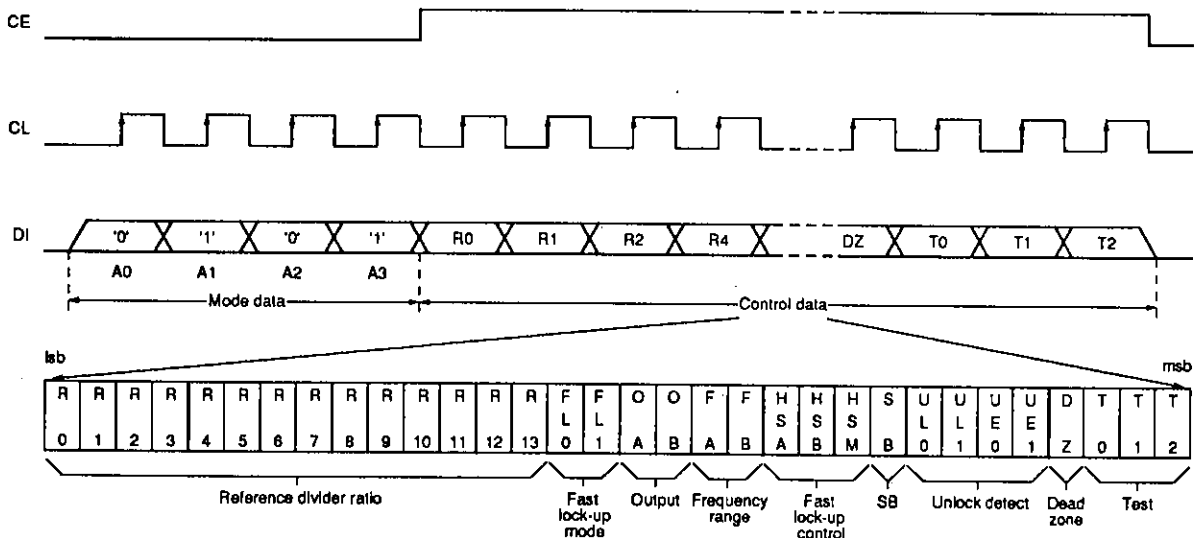 CE
CL
DI '0' '1' '0' '1' R0 R1 R2 R4 DZ T0 T1 T2
A0 A1 A2 A3
Mode data Control data
lsb msb
R R R R R R R R R R R R R R F F O O F F H H H S U U U U D T T T
L L S S S L L E E
0 1 2 3 4 5 6 7 8 9 10 11 12 13 0 1 A B A B A B M B 0 1 0 1 Z 0 1 2
Reference divider ratio Fast Output Frequency Fast SB Unlock detect Dead Test
lock-up range lock-up zone
mode control